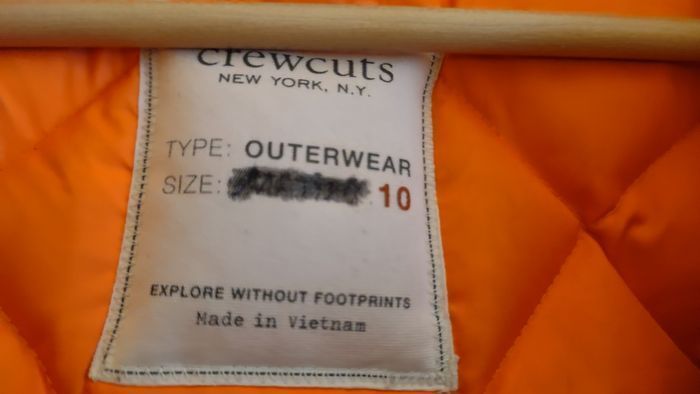 crewcuts
NEW YORK, N.Y.
TYPE: OUTERWEAR
SIZE: 10
EXPLORE WITHOUT FOOTPRINTS
Made in Vietnam